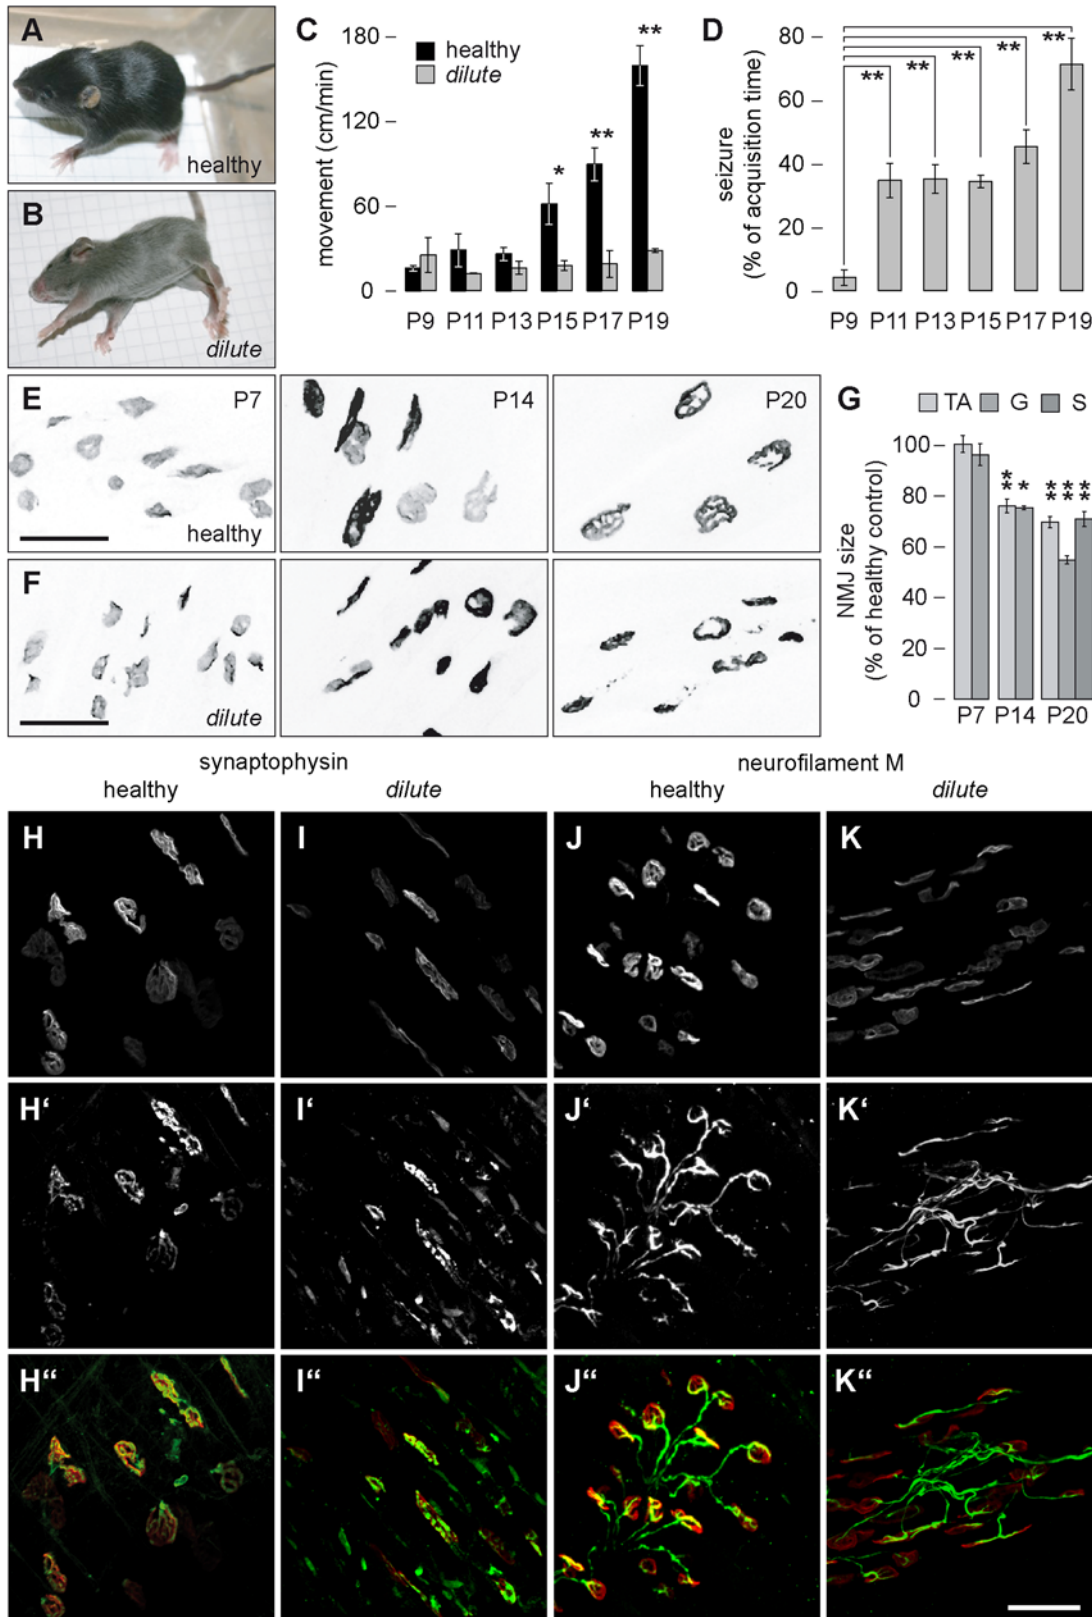 A
healthy
B
dilute
C
movement (cm/min)
180
120
60
0
healthy
dilute
*
**
**
P9 P11 P13 P15 P17 P19
D
seizure
(% of acquisition time)
80
60
40
20
0
**
**
**
**
**
P9 P11 P13 P15 P17 P19
E
P7
P14
P20
healthy
F
dilute
G
TA G S
NMJ size
(% of healthy control)
100
80
60
40
20
0
** * ** ** **
P7 P14 P20
synaptophysin
neurofilament M
healthy
dilute
healthy
dilute
H
I
J
K
H‘
I‘
J‘
K‘
H“
I“
J“
K“